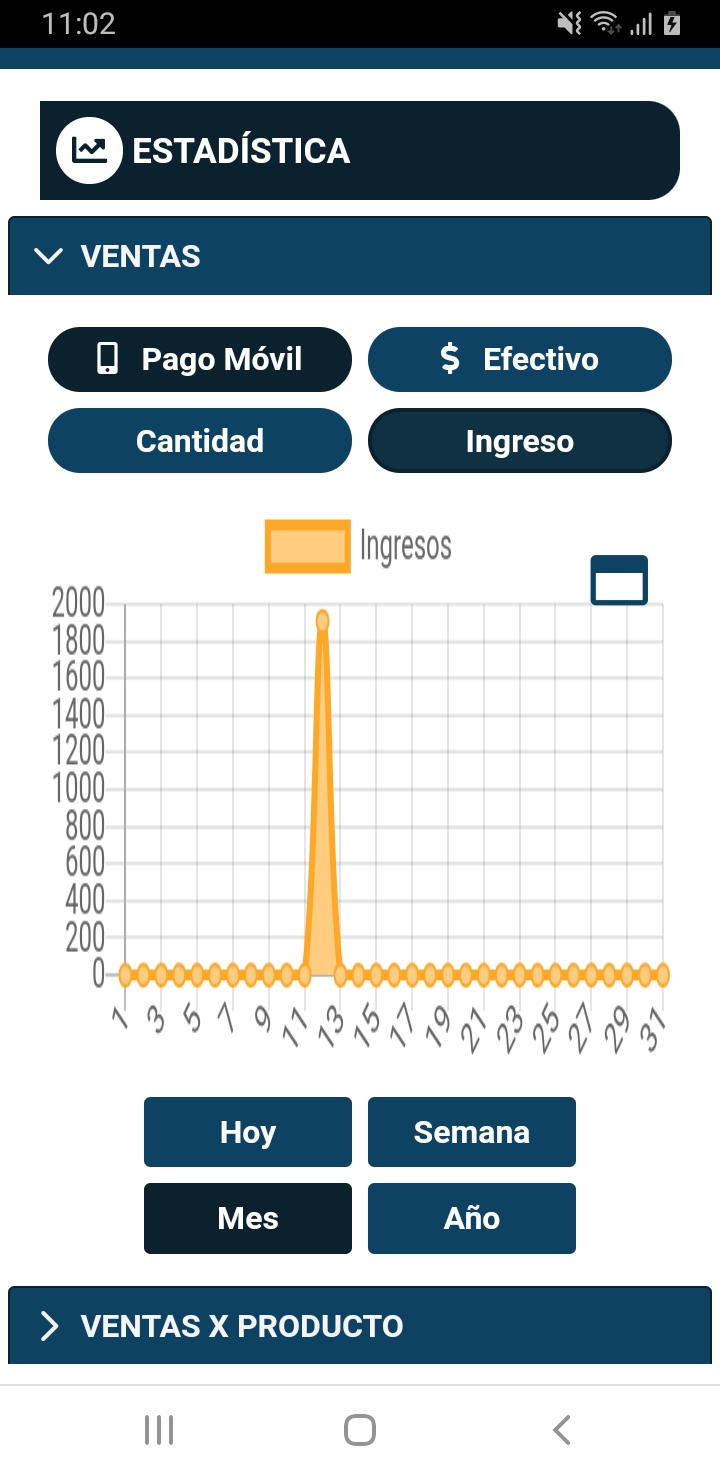 11:02
ESTADÍSTICA
VENTAS
Pago Móvil
$ Efectivo
Cantidad
Ingreso
Ingresos
2000
1800
1600
1400
1200
1000
800
600
400
200
0
1 3 5 7 9 11 13 15 17 19 21 23 25 27 29 31
Hoy
Semana
Mes
Año
VENTAS X PRODUCTO